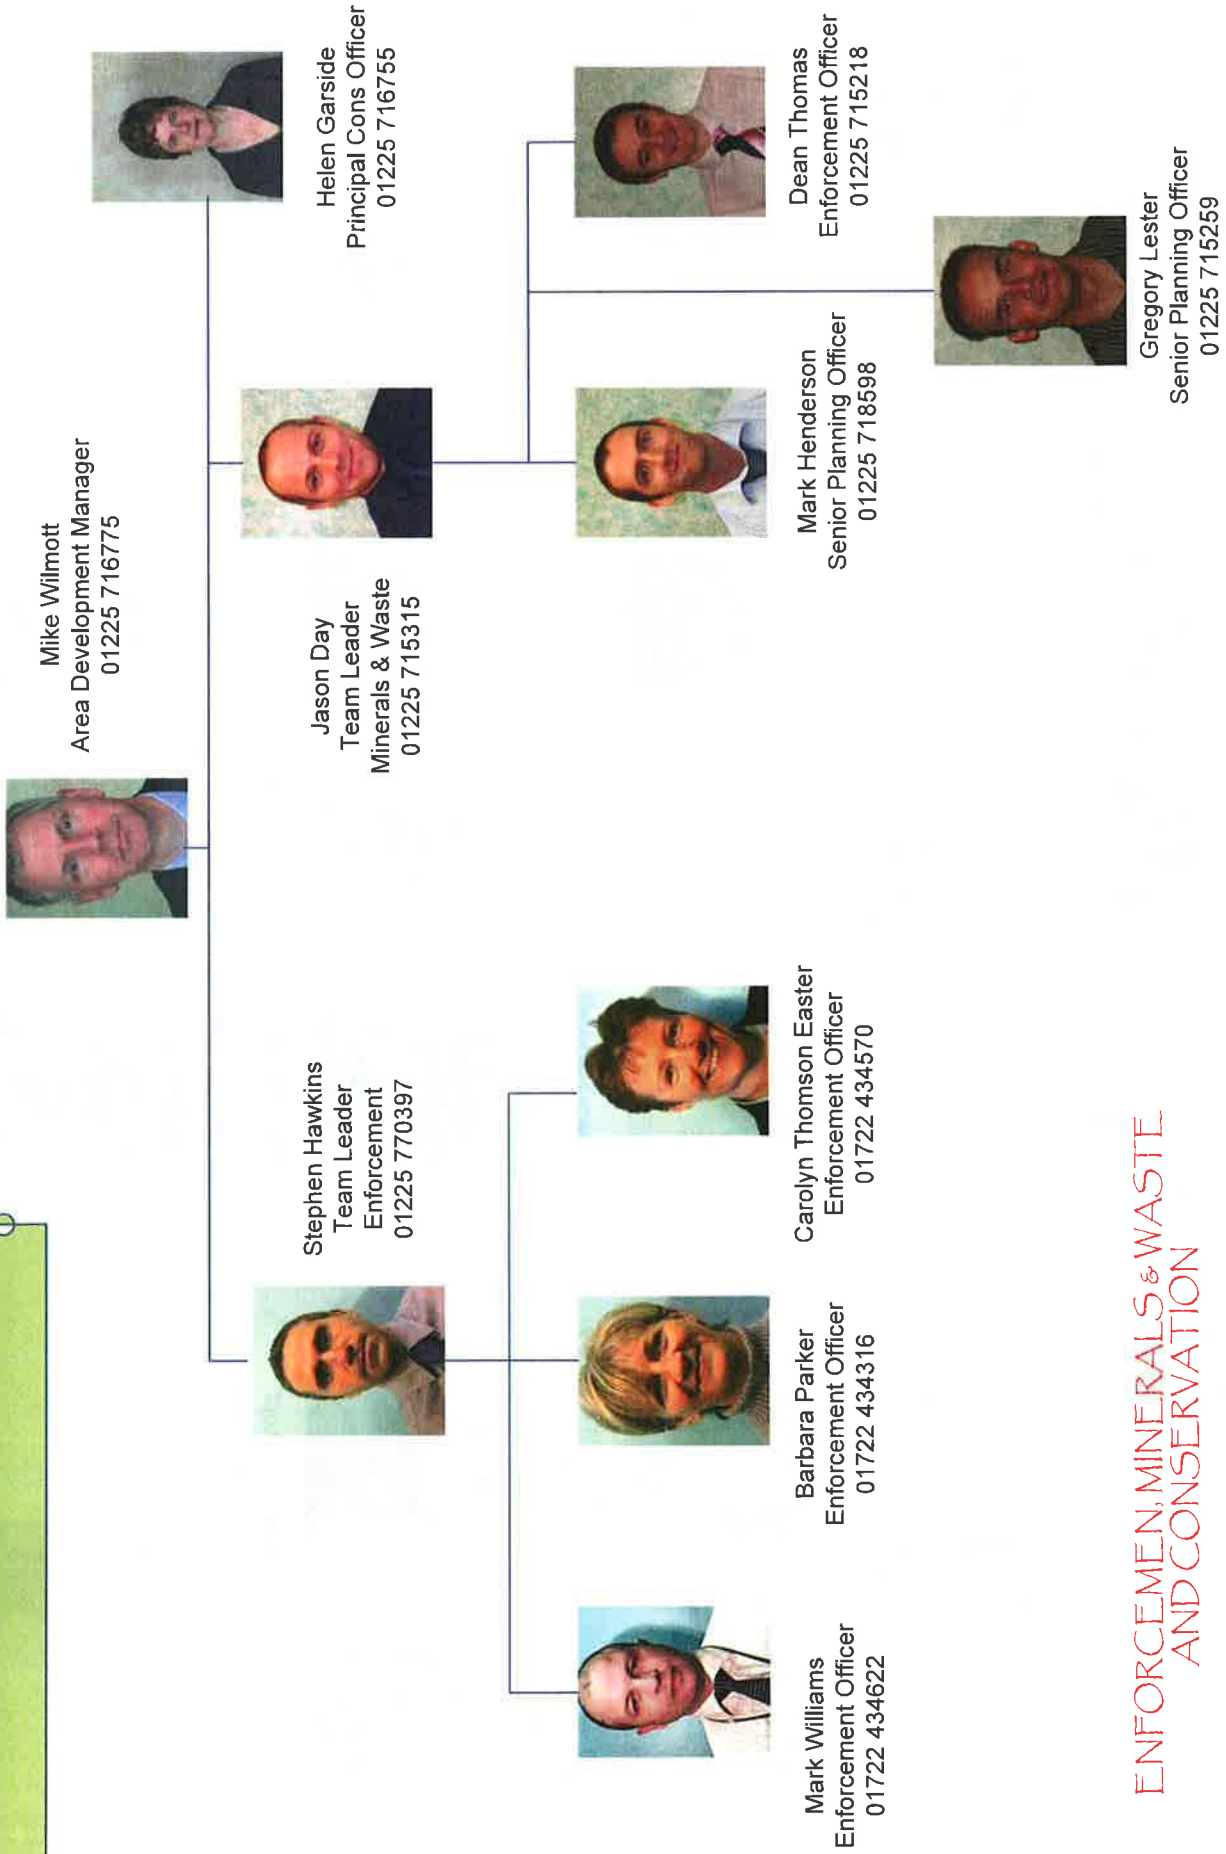 Mike Wilmott
Area Development Manager
01225 716775
Stephen Hawkins
Team Leader
Enforcement
01225 770397
Jason Day
Team Leader
Minerals & Waste
01225 715315
Helen Garside
Principal Cons Officer
01225 716755
Mark Williams
Enforcement Officer
01722 434622
Barbara Parker
Enforcement Officer
01722 434316
Carolyn Thomson Easter
Enforcement Officer
01722 434570
Mark Henderson
Senior Planning Officer
01225 718598
Dean Thomas
Enforcement Officer
01225 715218
Gregory Lester
Senior Planning Officer
01225 715259
ENFORCEMEN, MINERALS & WASTE
AND CONSERVATION